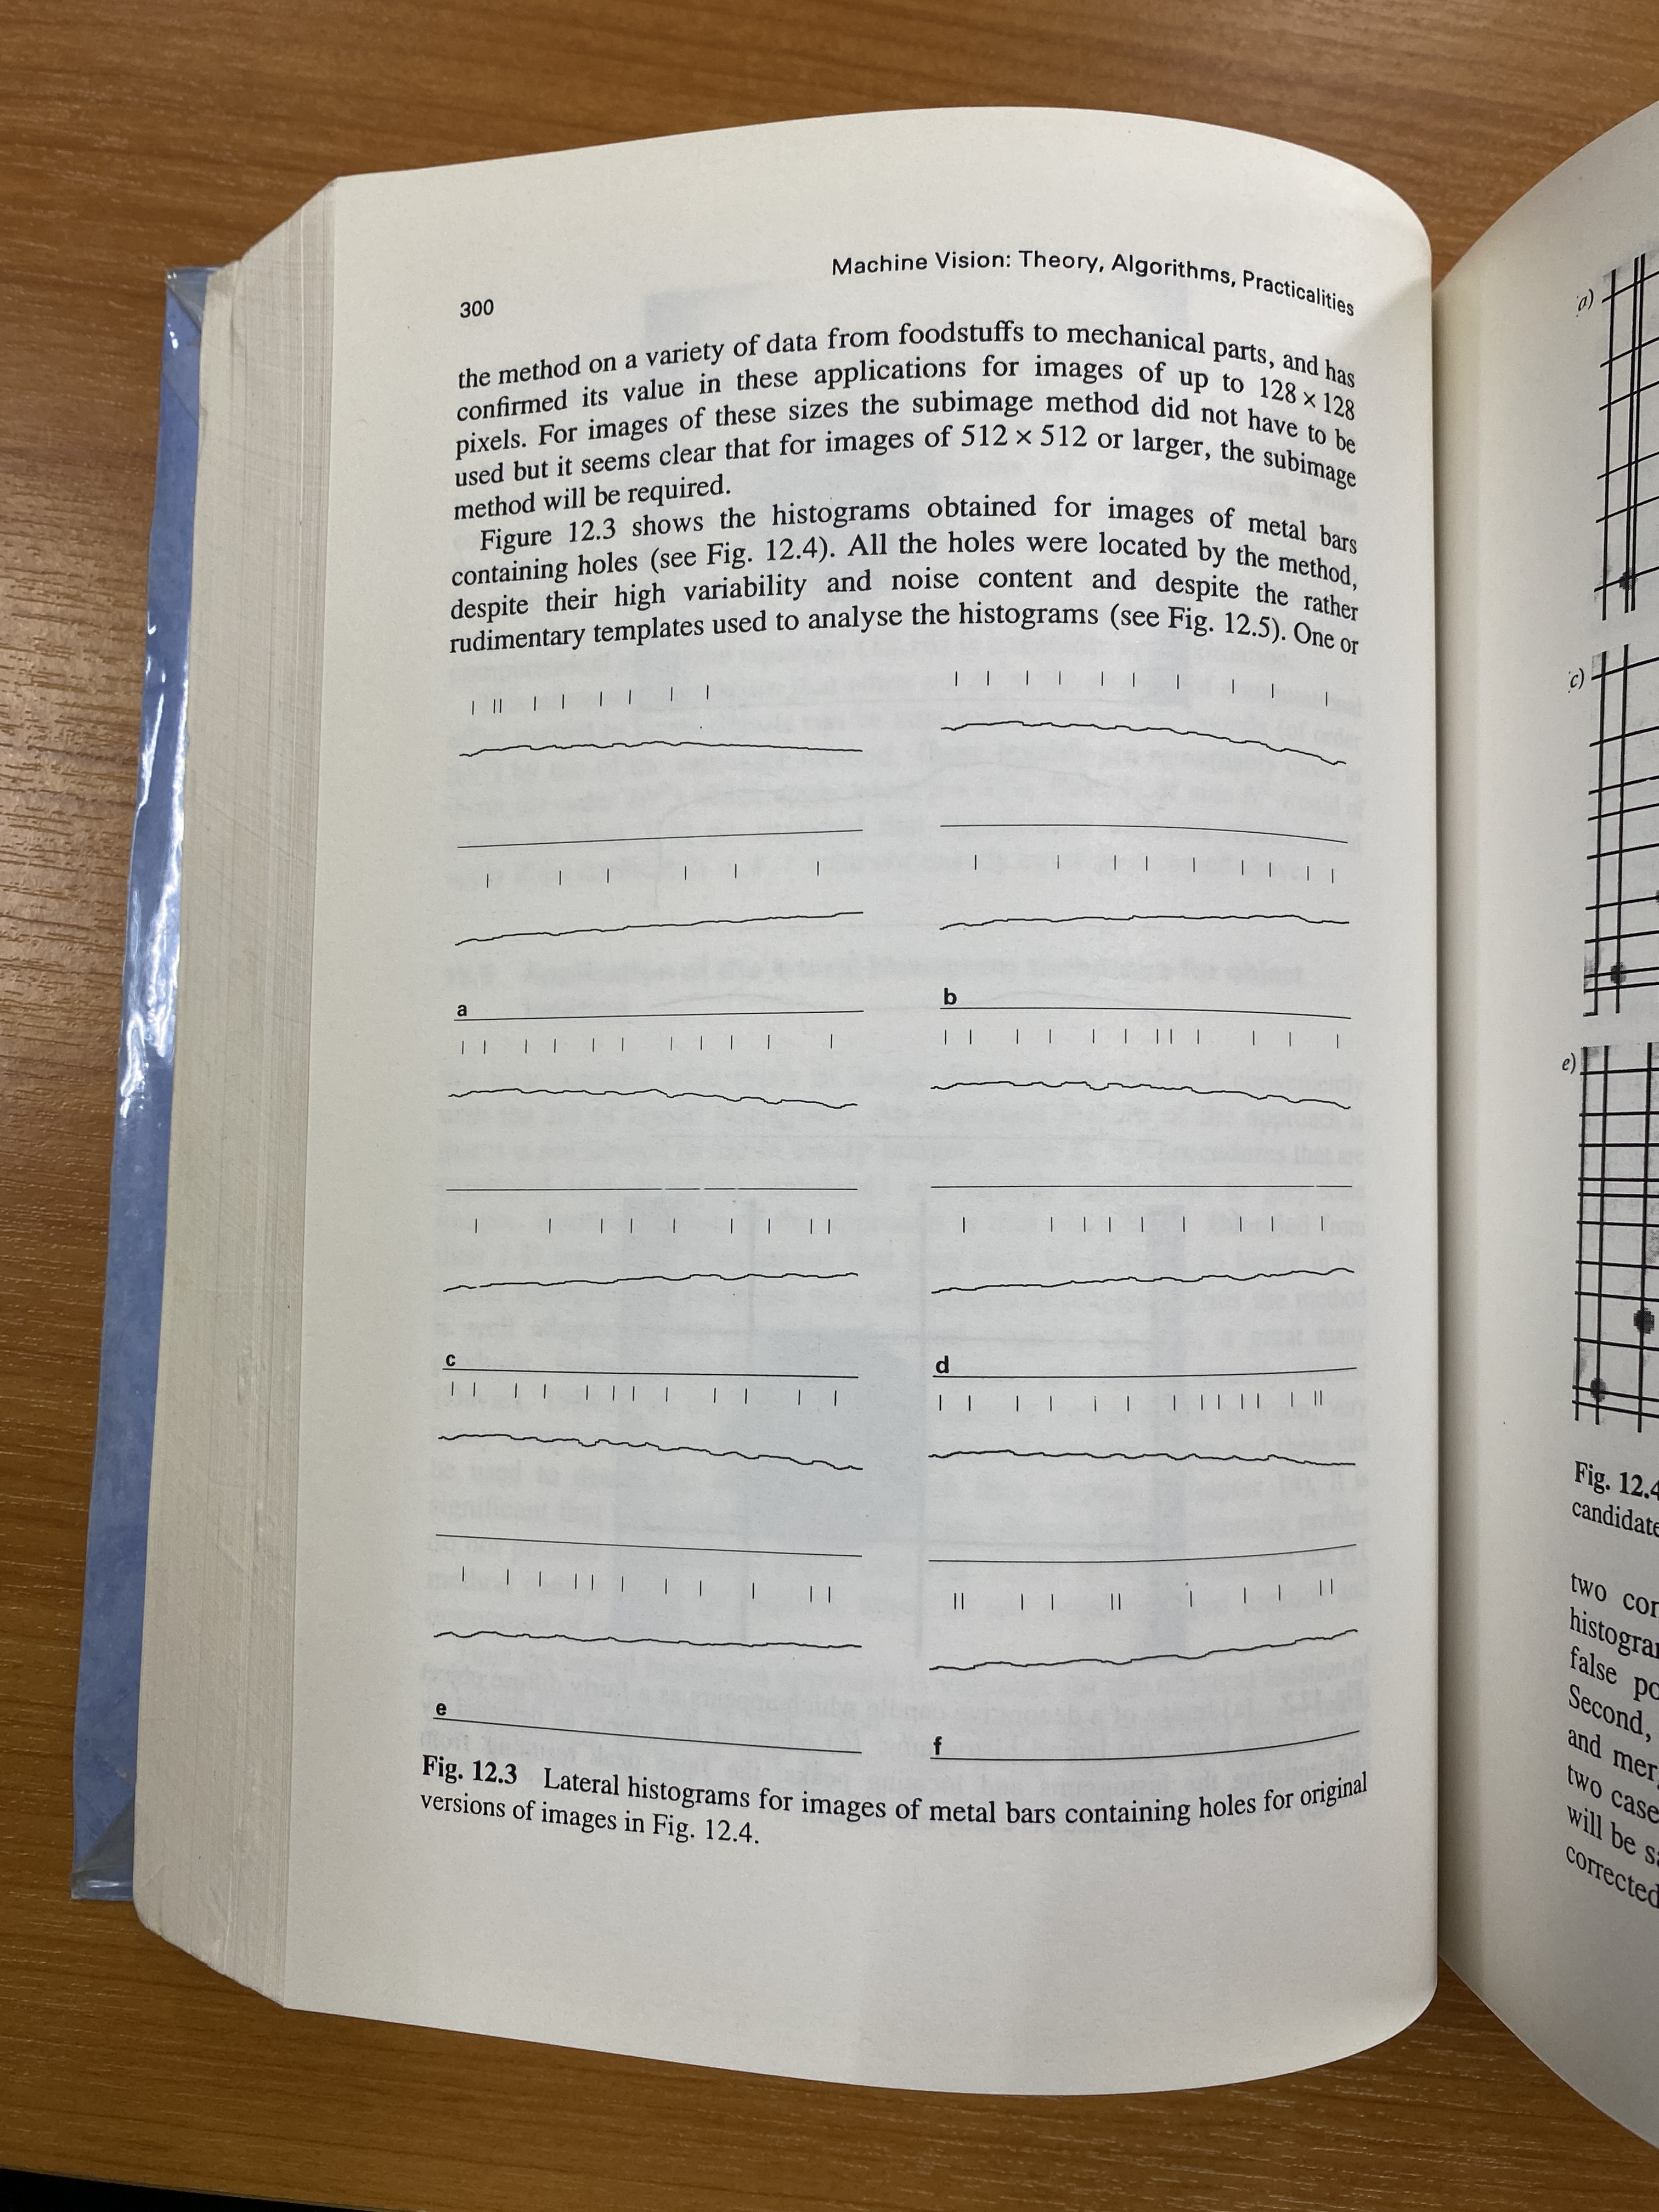 300
Machine Vision: Theory, Algorithms, Practicalities
the method on a variety of data from foodstuffs to mechanical parts, and has
confirmed its value in these applications for images of up to 128 × 128
pixels. For images of these sizes the subimage method did not have to be
used but it seems clear that for images of 512 × 512 or larger, the subimage
method will be required.
Figure 12.3 shows the histograms obtained for images of metal bars
containing holes (see Fig. 12.4). All the holes were located by the method,
despite their high variability and noise content and despite the rather
rudimentary templates used to analyse the histograms (see Fig. 12.5). One or
a
b
c
d
e
f
Fig. 12.3 Lateral histograms for images of metal bars containing holes for original
versions of images in Fig. 12.4.
a)
c)
e)
Fig. 12.4
candidate
two
histogra
false
Second,
and
two case
will be
corrected